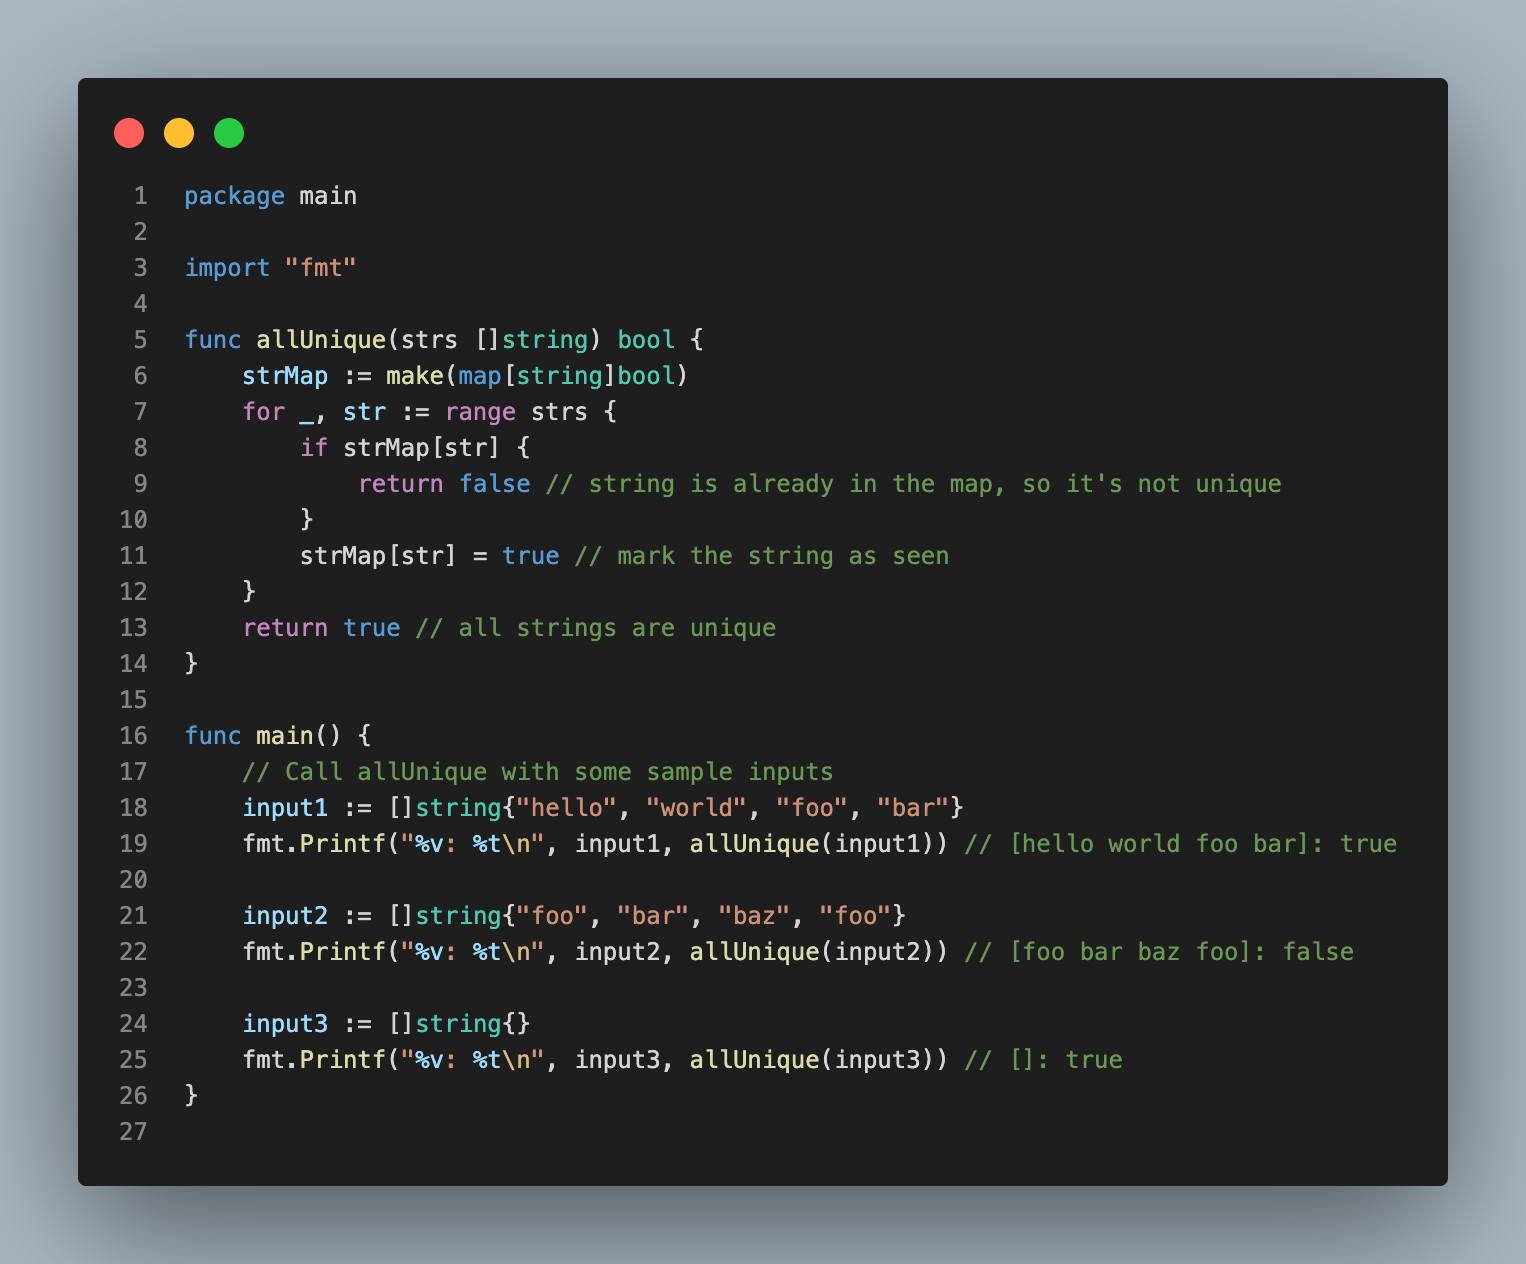 1 package main
2
3 import "fmt"
4
5 func allUnique(strs []string) bool {
6     strMap := make(map[string]bool)
7     for _, str := range strs {
8         if strMap[str] {
9             return false // string is already in the map, so it's not unique
10         }
11         strMap[str] = true // mark the string as seen
12     }
13     return true // all strings are unique
14 }
15
16 func main() {
17     // Call allUnique with some sample inputs
18     input1 := []string{"hello", "world", "foo", "bar"}
19     fmt.Printf("%v: %t\n", input1, allUnique(input1)) // [hello world foo bar]: true
20
21     input2 := []string{"foo", "bar", "baz", "foo"}
22     fmt.Printf("%v: %t\n", input2, allUnique(input2)) // [foo bar baz foo]: false
23
24     input3 := []string{}
25     fmt.Printf("%v: %t\n", input3, allUnique(input3)) // []: true
26 }
27